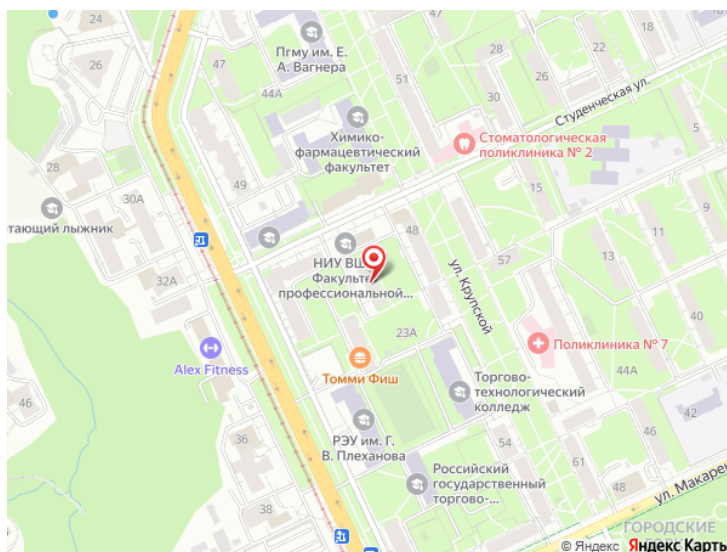 26
47
44А
Пгму им. Е.
А. Вагнера
51
26
22
28
30
24
Студенческая ул.
5
Химико-
фармацевтический
факультет
Стоматологическая
поликлиника № 2
28
30А
49
15
тающий лыжник
48
НИУ ВШ
Факультет
профессиональной...
ул. Крупской
32А
13
11
23А
40
Alex Fitness
Томми Фиш
Поликлиника № 7
44А
Торгово-
технологический
колледж
46
42
36
РЭУ им. Г.
В. Плеханова
54
46
Российский
государственный
торгово-...
61
48
38
ул. Макарен
ГОРОДСКИЕ
© Яндекс Яндекс Карты